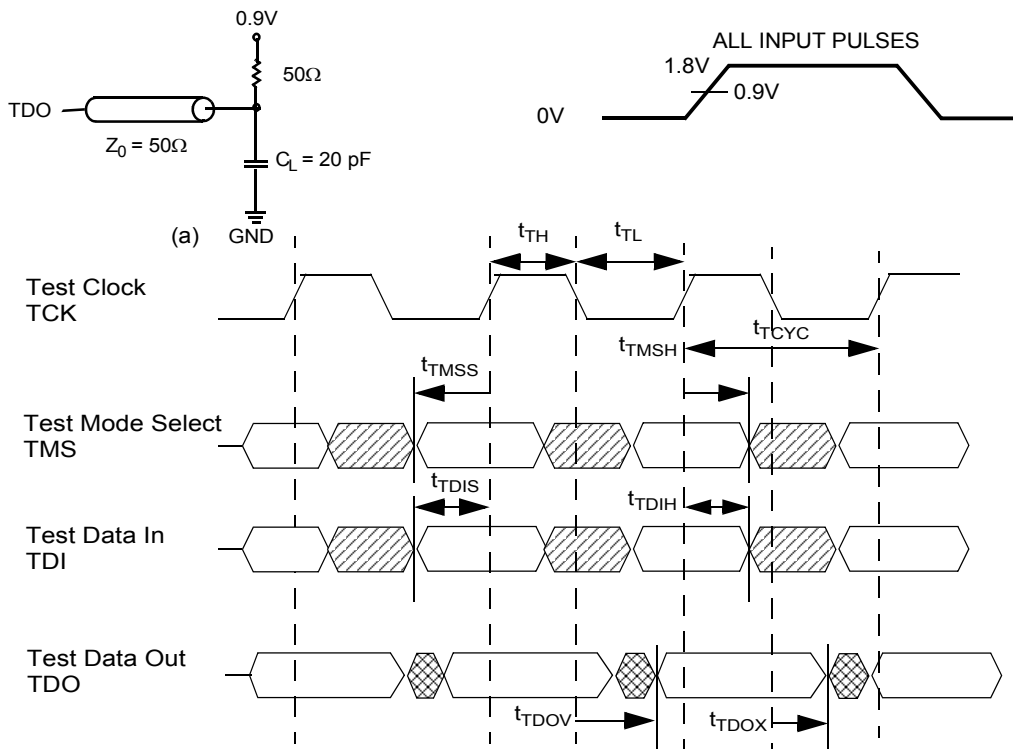 0.9V
50Ω
TDO
Z0 = 50Ω
CL = 20 pF
(a) GND
ALL INPUT PULSES
1.8V
0.9V
0V
tTH
tTL
Test Clock
TCK
tTCYC
tTMSH
tTMSS
Test Mode Select
TMS
tTDIS
tTDIH
Test Data In
TDI
Test Data Out
TDO
tTDOV
tTDOX